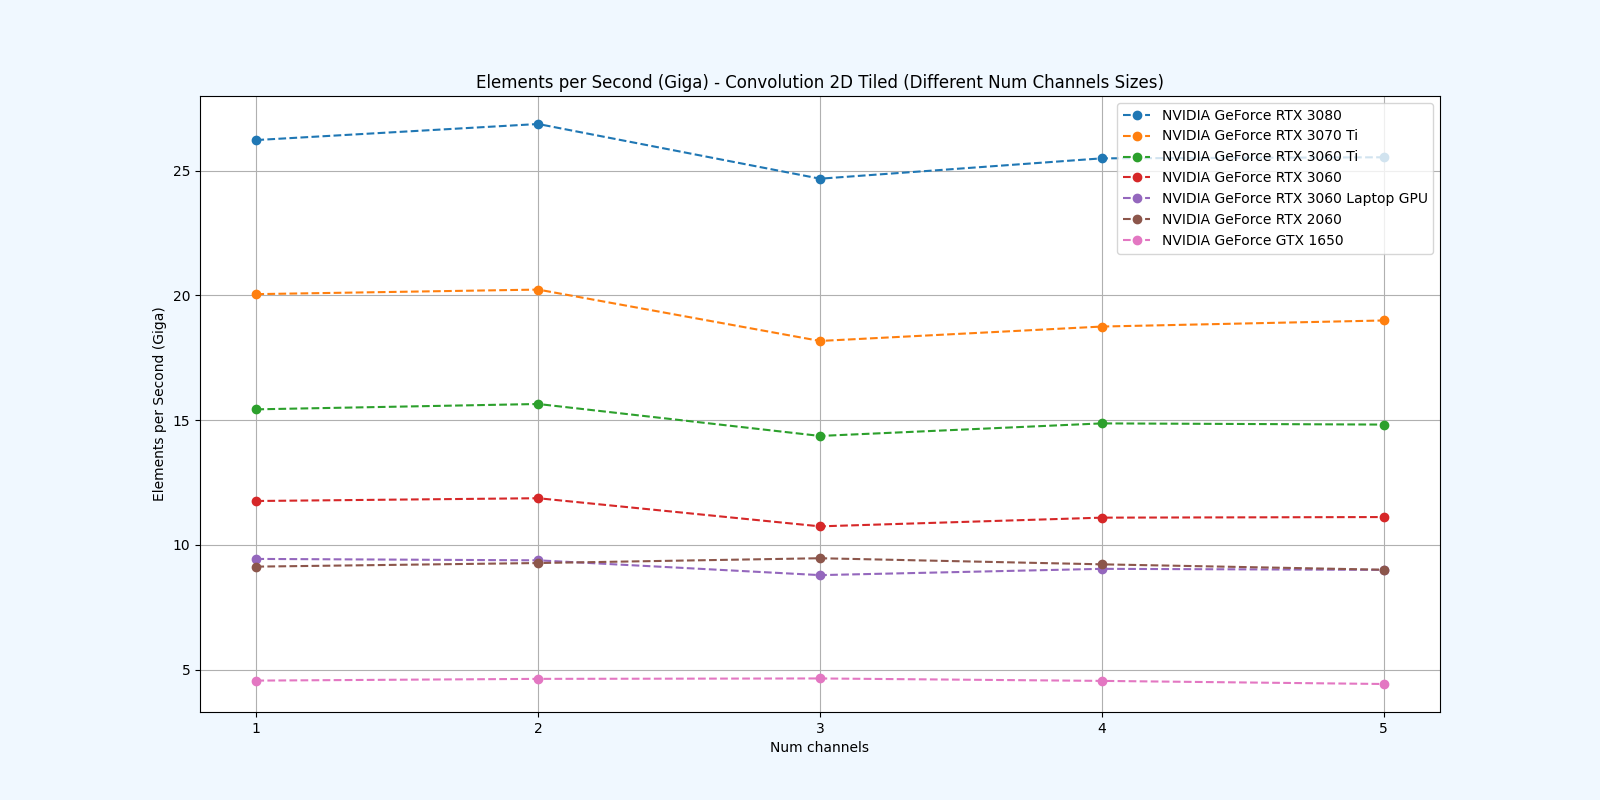 Elements per Second (Giga) - Convolution 2D Tiled (Different Num Channels Sizes)
NVIDIA GeForce RTX 3080
NVIDIA GeForce RTX 3070 Ti
NVIDIA GeForce RTX 3060 Ti
NVIDIA GeForce RTX 3060
NVIDIA GeForce RTX 3060 Laptop GPU
NVIDIA GeForce RTX 2060
NVIDIA GeForce GTX 1650
Elements per Second (Giga)
25
20
15
10
5
1 2 3 4 5
Num channels